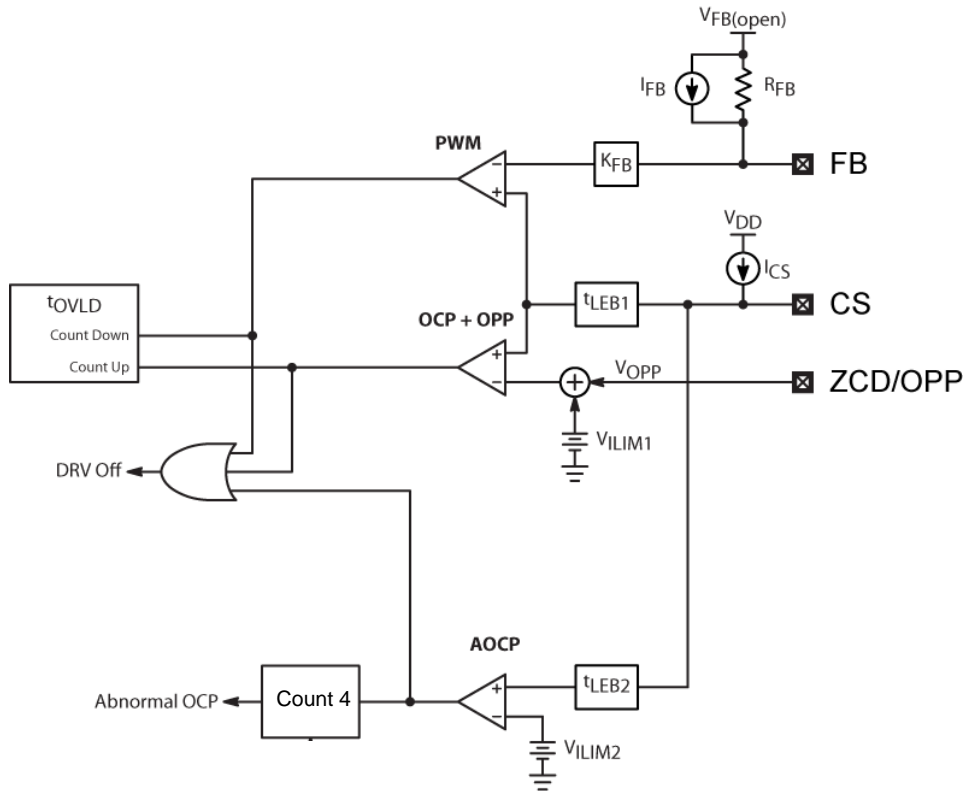 VFB(open)
IFB
RFB
PWM
−
+
KFB
FB
VDD
ICS
tOVLD
Count Down
Count Up
OCP + OPP
+
−
tLEB1
CS
VOPP
+
ZCD/OPP
VILIM1
DRV Off
AOCP
+
−
tLEB2
Abnormal OCP
Count 4
VILIM2